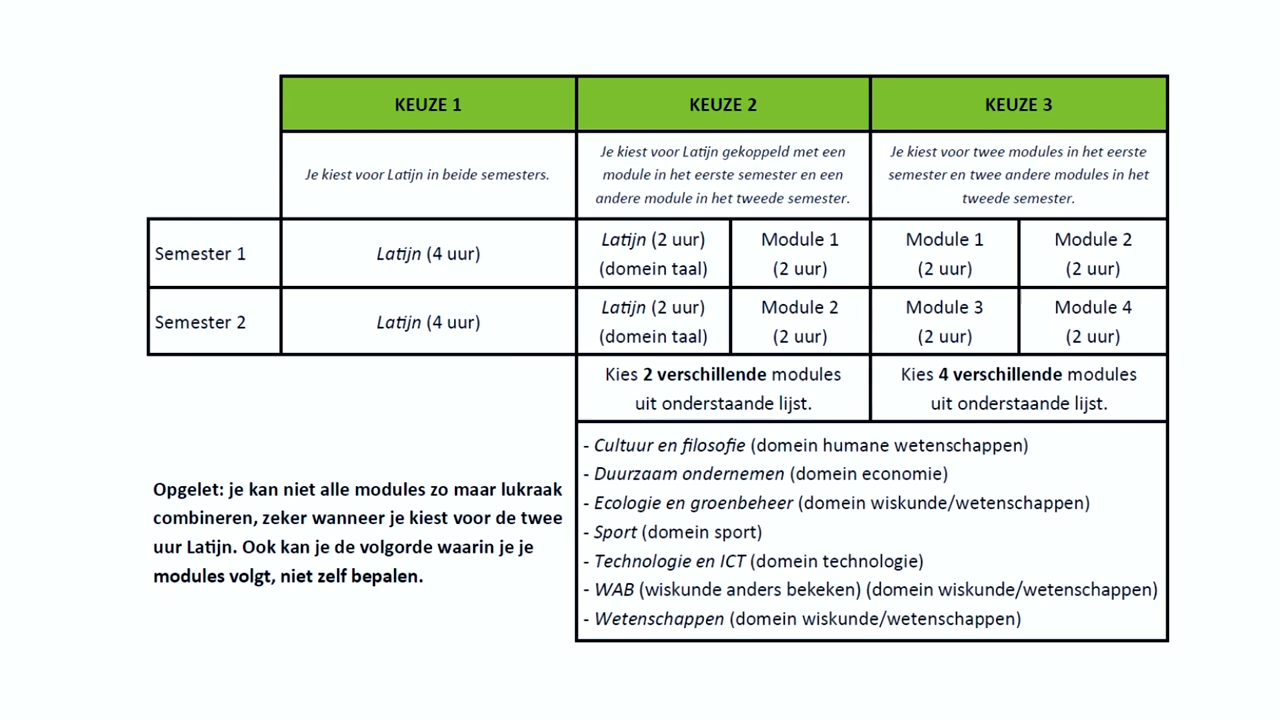 KEUZE 1
KEUZE 2
KEUZE 3
Je kiest voor Latijn in beide semesters.
Je kiest voor Latijn gekoppeld met een
module in het eerste semester en een
andere module in het tweede semester.
Je kiest voor twee modules in het eerste
semester en twee andere modules in het
tweede semester.
Semester 1
Latijn (4 uur)
Latijn (2 uur)
(domein taal)
Module 1
(2 uur)
Module 1
(2 uur)
Module 2
(2 uur)
Semester 2
Latijn (4 uur)
Latijn (2 uur)
(domein taal)
Module 2
(2 uur)
Module 3
(2 uur)
Module 4
(2 uur)
Kies 2 verschillende modules
uit onderstaande lijst.
Kies 4 verschillende modules
uit onderstaande lijst.
Opgelet: je kan niet alle modules zo maar lukraak
combineren, zeker wanneer je kiest voor de twee
uur Latijn. Ook kan je de volgorde waarin je je
modules volgt, niet zelf bepalen.
- Cultuur en filosofie (domein humane wetenschappen)
- Duurzaam ondernemen (domein economie)
- Ecologie en groenbeheer (domein wiskunde/wetenschappen)
- Sport (domein sport)
- Technologie en ICT (domein technologie)
- WAB (wiskunde anders bekeken) (domein wiskunde/wetenschappen)
- Wetenschappen (domein wiskunde/wetenschappen)